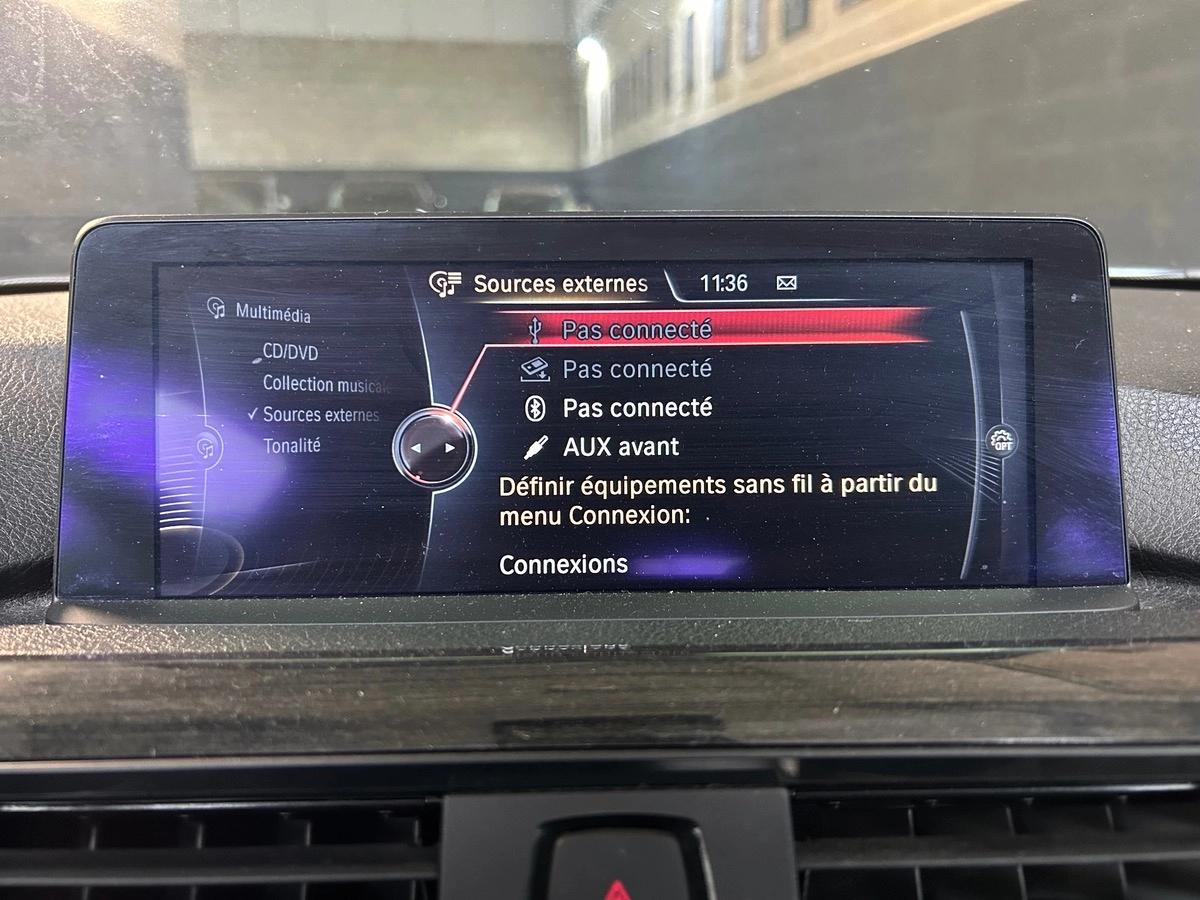 Sources externes 11:36
Multimédia
CD/DVD
Collection musicale
✓ Sources externes
Tonalité
Pas connecté
Pas connecté
Pas connecté
AUX avant
Définir équipements sans fil à partir du
menu Connexion:
Connexions
OPT